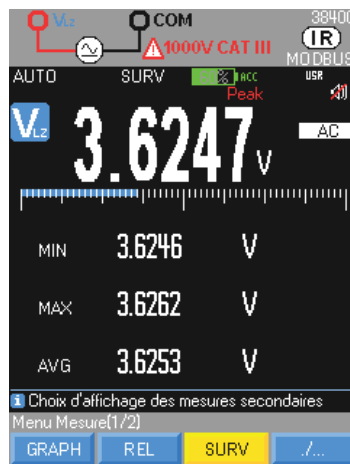 VLZ COM 38400
1000V CAT III IR
MODBUS
AUTO SURV % ACC USR
Peak
VLZ 3.6247 V AC
MIN 3.6246 V
MAX 3.6262 V
AVG 3.6253 V
Choix d'affichage des mesures secondaires
Menu Mesure(1/2)
GRAPH REL SURV ./...